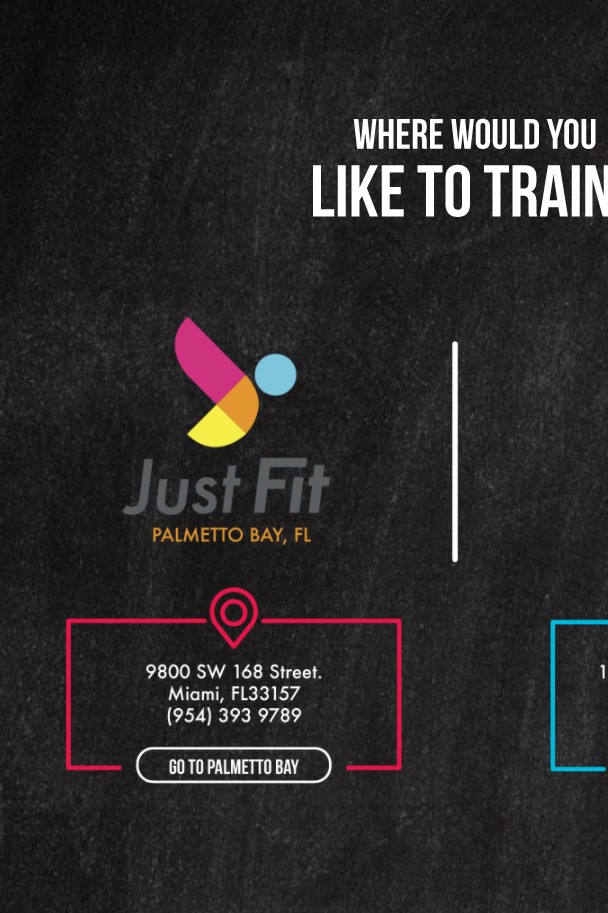 WHERE WOULD YOU
LIKE TO TRAIN
Just Fit
PALMETTO BAY, FL
9800 SW 168 Street.
Miami, FL33157
(954) 393 9789
1
GO TO PALMETTO BAY